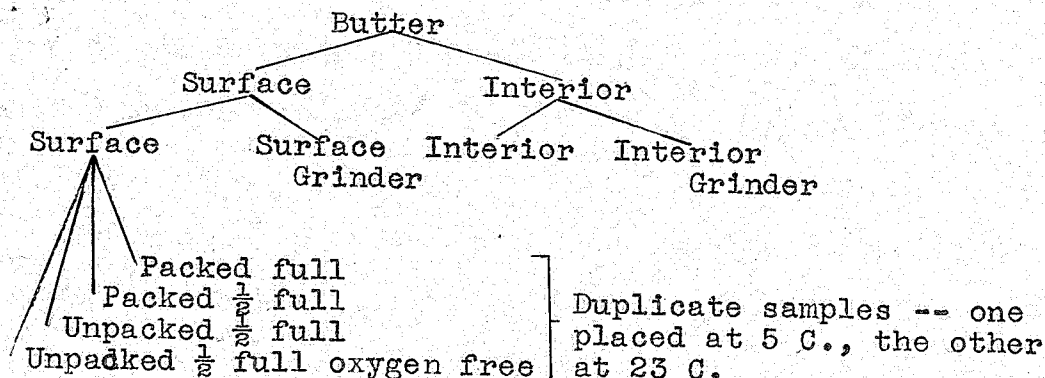 Butter
Surface Interior
Surface Surface Grinder Interior Interior Grinder
Packed full
Packed ½ full
Unpacked ½ full
Unpadked ½ full oxygen free
Duplicate samples -- one
placed at 5 C., the other
at 23 C.